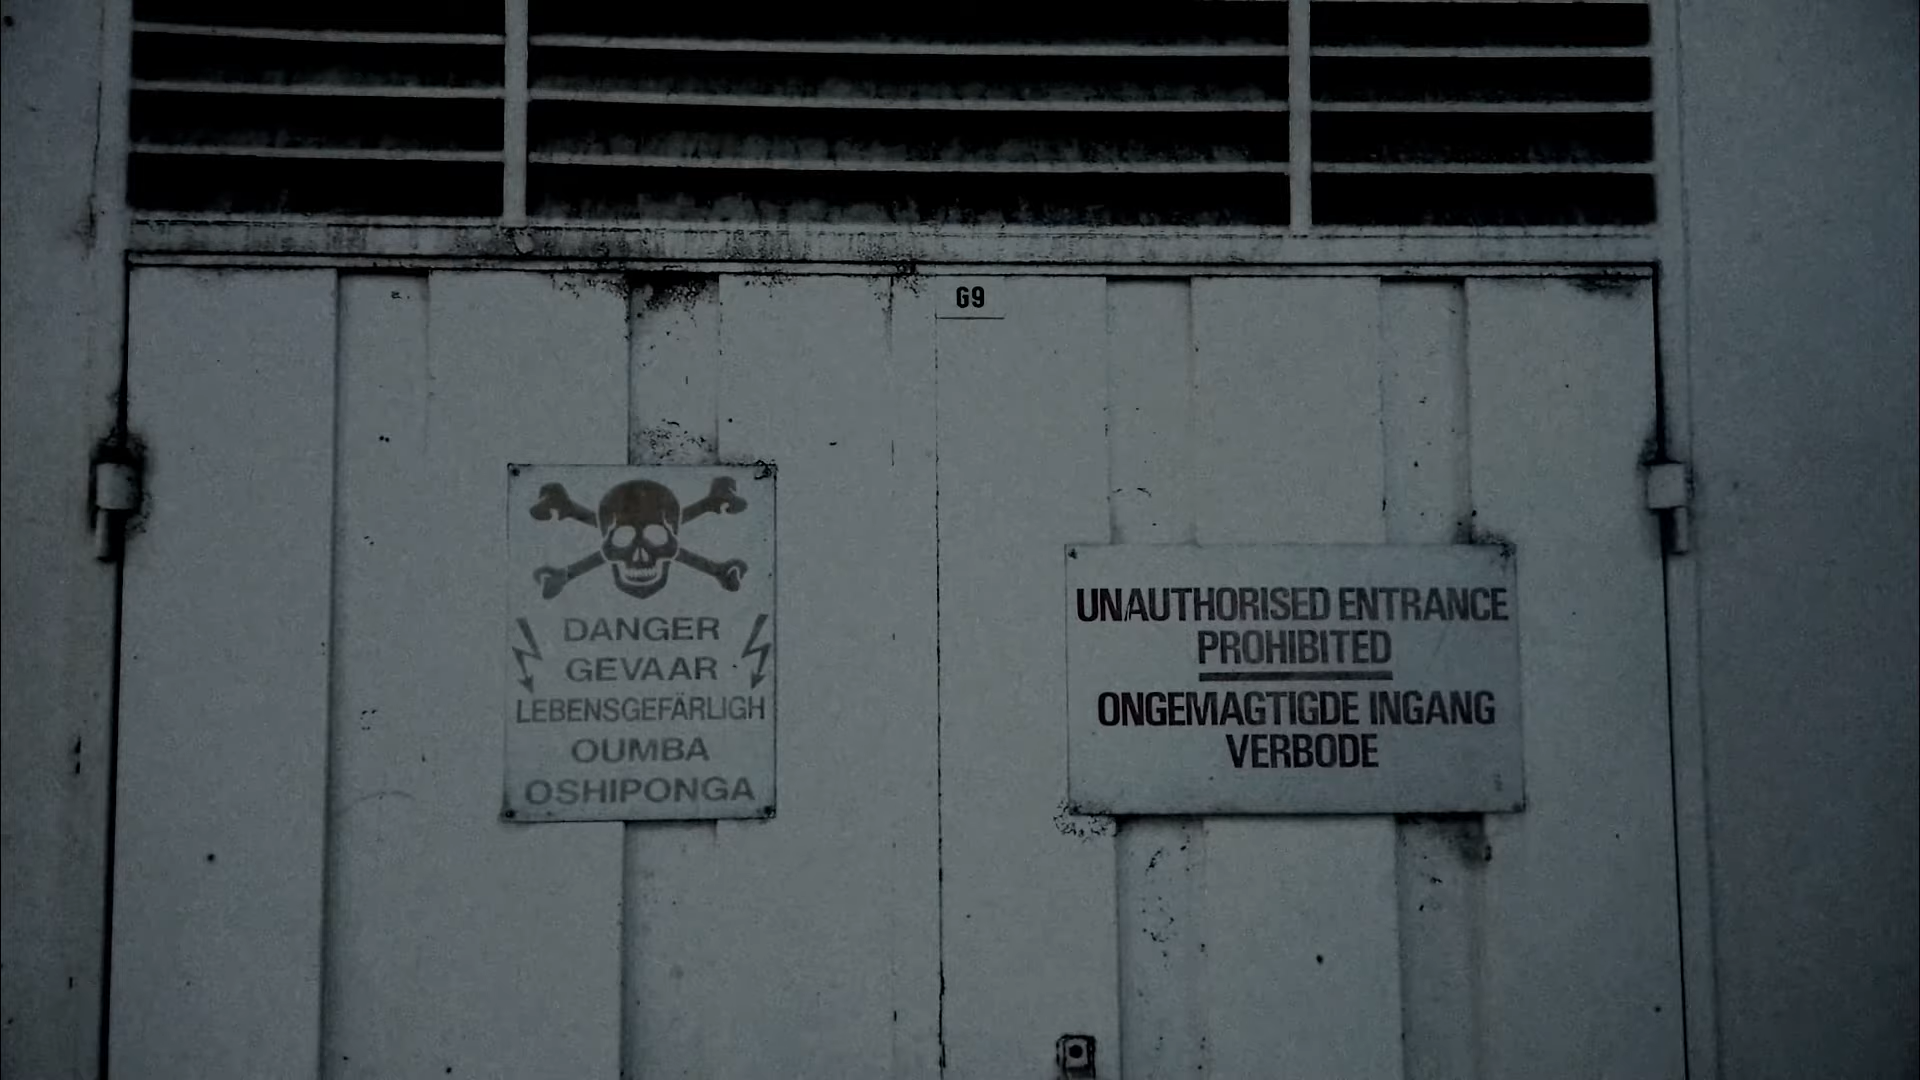 G9
DANGER
GEVAAR
LEBENSGEFÄRLIGH
OUMBA
OSHIPONGA
UNAUTHORISED ENTRANCE
PROHIBITED
ONGEMAGTIGDE INGANG
VERBODE